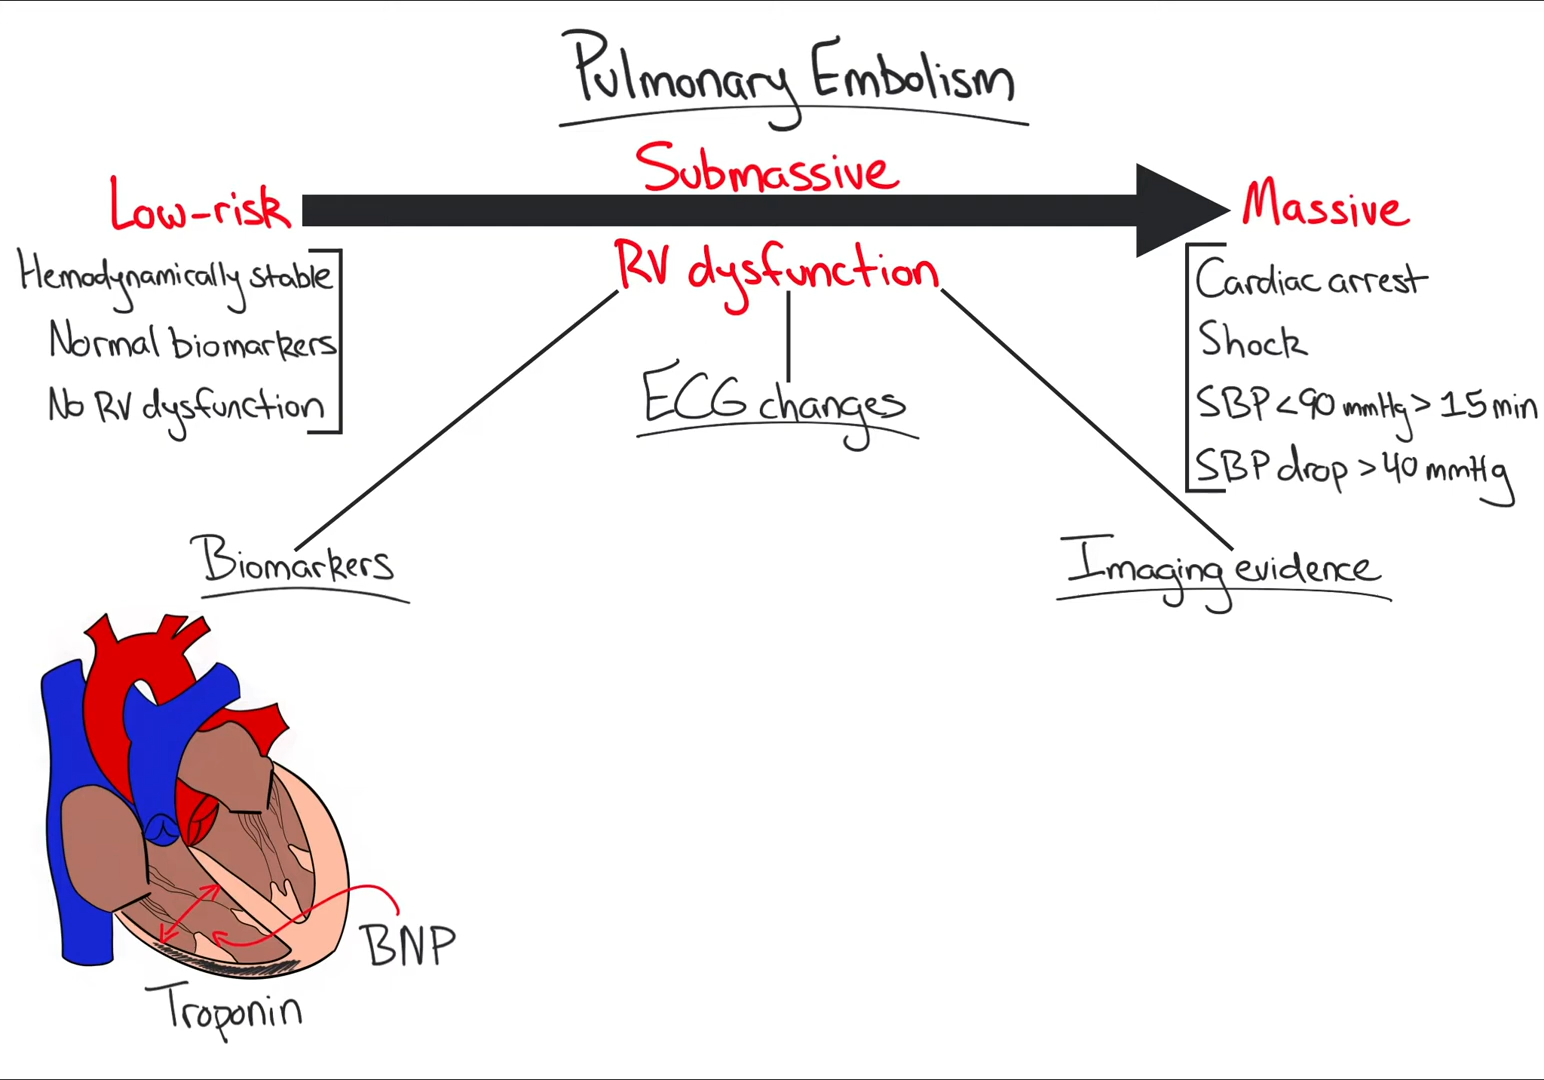 Pulmonary Embolism
Submassive
Low-risk
Massive
RV dysfunction
Hemodynamically stable
Normal biomarkers
No RV dysfunction
ECG changes
Cardiac arrest
Shock
SBP <90 mmHg > 15 min
SBP drop >40 mmHg
Biomarkers
Imaging evidence
BNP
Troponin